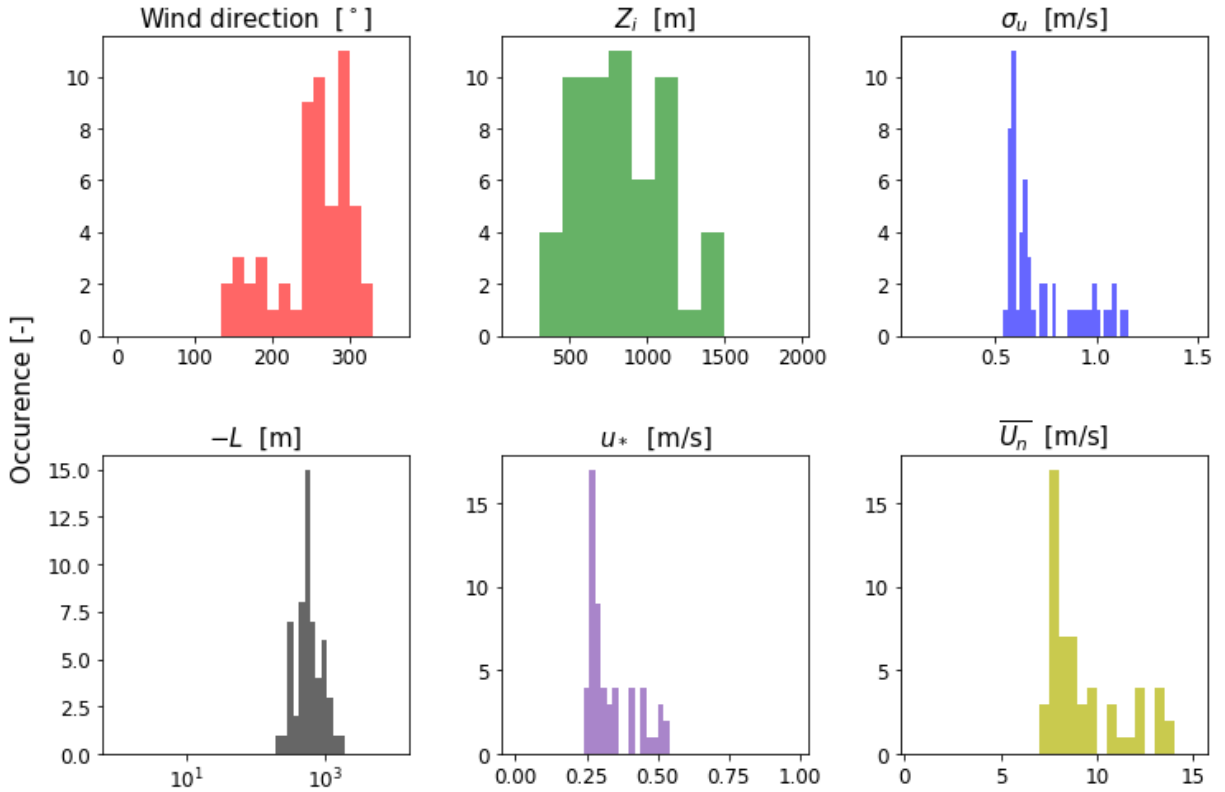 Wind direction [°]
Z_i [m]
σ_u [m/s]
10
8
6
4
2
0
0 100 200 300
10
8
6
4
2
0
500 1000 1500 2000
10
8
6
4
2
0
0.5 1.0 1.5
Occurence [-]
−L [m]
u_* [m/s]
\overline{U_n} [m/s]
15.0
12.5
10.0
7.5
5.0
2.5
0.0
10^1 10^3
15
10
5
0
0.00 0.25 0.50 0.75 1.00
15
10
5
0
0 5 10 15